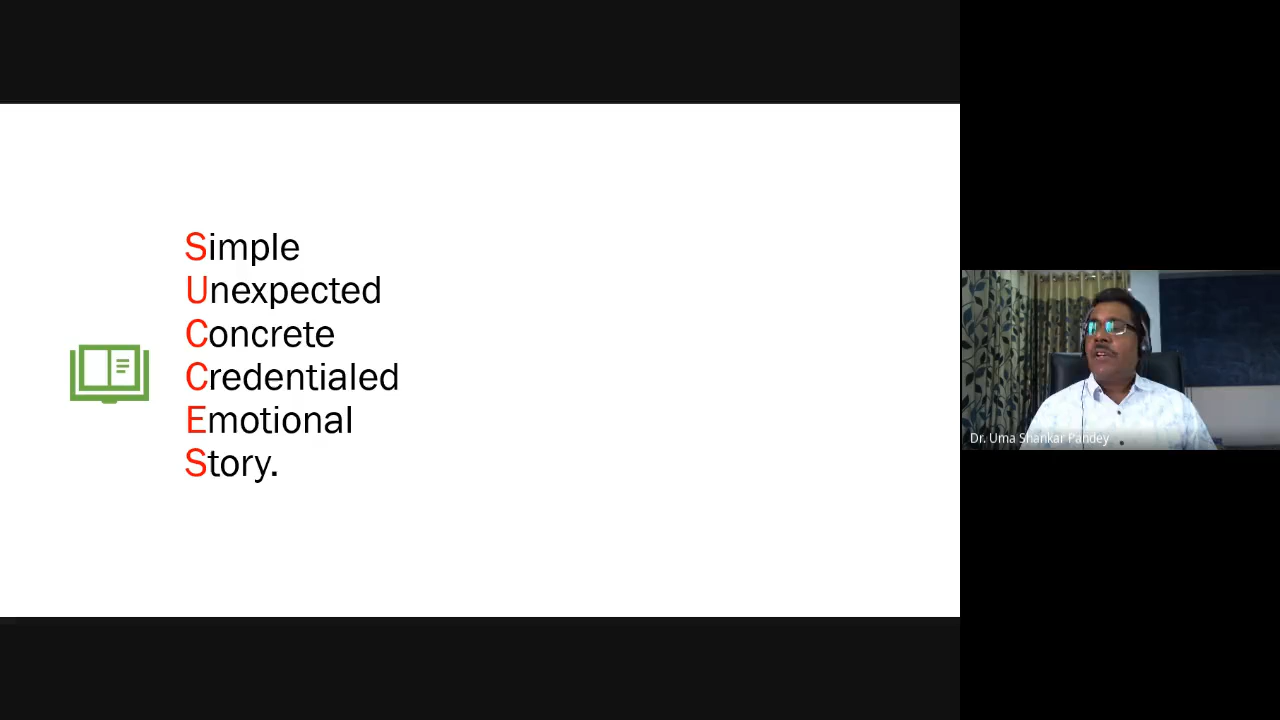 Simple
Unexpected
Concrete
Credentialed
Emotional
Story.
Dr. Uma Shankar Pandey